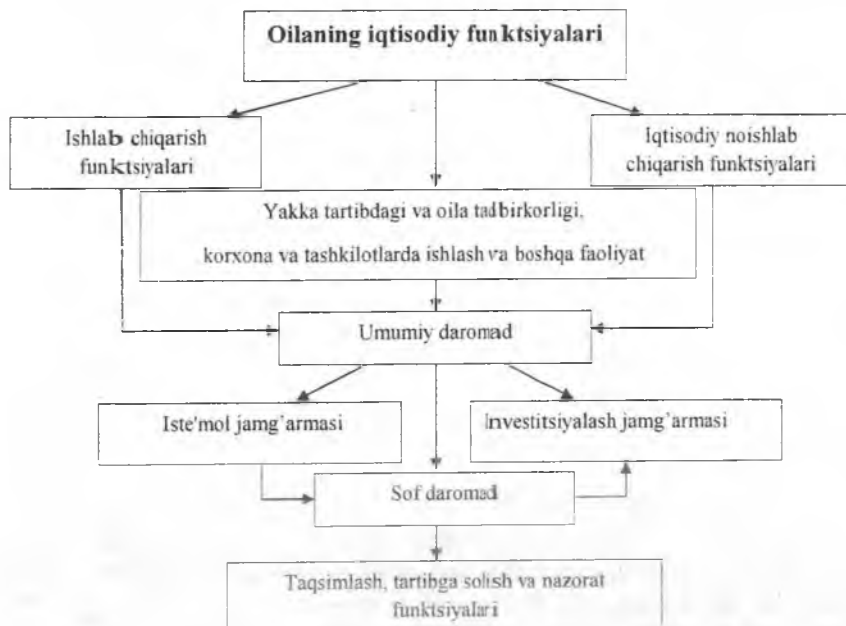 Oilaning iqtisodiy funktsiyalari
Ishlab chiqarish
funktsiyalari
Iqtisodiy noishlab
chiqarish funktsiyalari
Yakka tartibdagi va oila tadbirkorligi,
korxona va tashkilotlarda ishlash va boshqa faoliyat
Umumiy daromad
Iste'mol jamg'armasi
Investitsiyalash jamg'armasi
Sof daromad
Taqsimlash, tartibga solish va nazorat
funktsiyalari